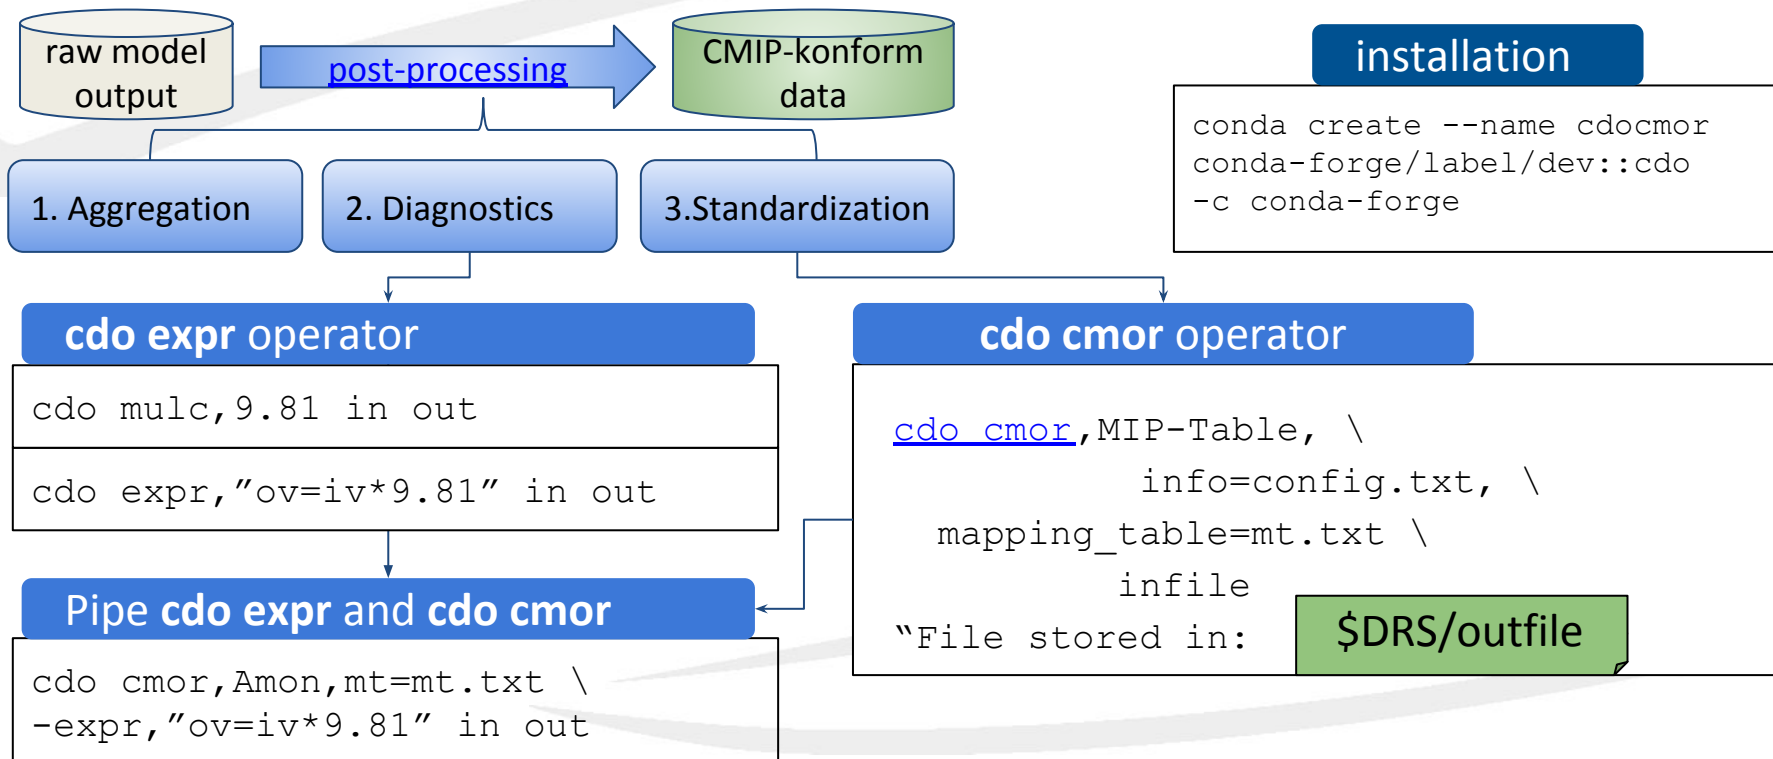 raw model
output
post-processing
CMIP-konform
data
installation
conda create --name cdocmor
conda-forge/label/dev::cdo
-c conda-forge
1. Aggregation
2. Diagnostics
3.Standardization
cdo expr operator
cdo mulc,9.81 in out
cdo expr,”ov=iv*9.81” in out
cdo cmor operator
cdo cmor,MIP-Table, \
info=config.txt, \
mapping_table=mt.txt \
infile
“File stored in:
$DRS/outfile
Pipe cdo expr and cdo cmor
cdo cmor,Amon,mt=mt.txt \
-expr,”ov=iv*9.81” in out